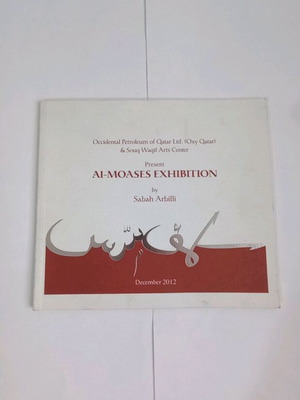 Occidental Petroleum of Qatar Ltd. (Oxy Qatar)
& Souq Waqif Arts Center
Present
Al-MOASES EXHIBITION
by
Sabah Arbilli
December 2012